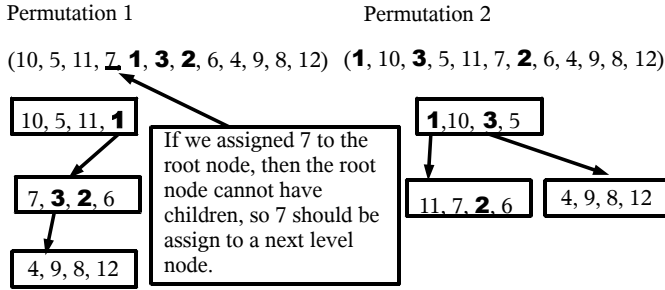 Permutation 1
Permutation 2
(10, 5, 11, 7, 1, 3, 2, 6, 4, 9, 8, 12)
(1, 10, 3, 5, 11, 7, 2, 6, 4, 9, 8, 12)
10, 5, 11, 1
7, 3, 2, 6
4, 9, 8, 12
If we assigned 7 to the
root node, then the root
node cannot have
children, so 7 should be
assign to a next level
node.
1,10, 3, 5
11, 7, 2, 6
4, 9, 8, 12